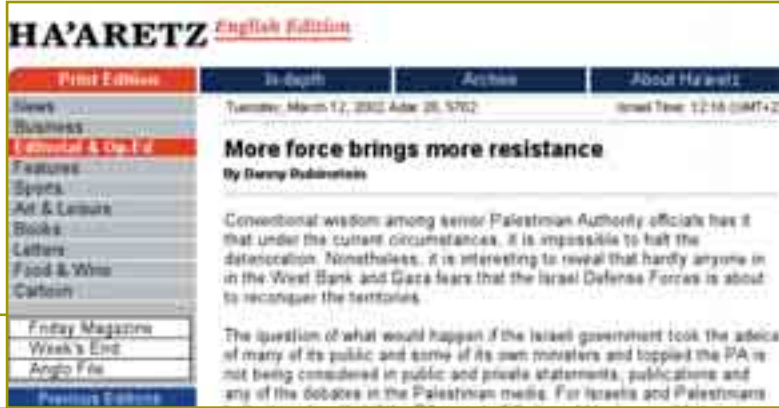 HA'ARETZ English Edition
Print Edition
In-depth
Archive
About Ha'aretz
News
Business
Editorial & Op-Ed
Features
Sports
Art & Leisure
Books
Letters
Food & Wine
Cartoon
Friday Magazine
Week's End
Anglo File
Previous Editions
Tuesday, March 12, 2002 Adar 28, 5762
Israel Time: 12:16 (GMT+2
More force brings more resistance
By Danny Rubinstein
Conventional wisdom among senior Palestinian Authority officials has it
that under the current circumstances, it is impossible to halt the
deterioration. Nonetheless, it is interesting to reveal that hardly anyone in
in the West Bank and Gaza fears that the Israel Defense Forces is about
to reconquer the territories.
The question of what would happen if the Israeli government took the advice
of many of its public and some of its own ministers and toppled the PA is
not being considered in public and private statements, publications and
any of the debates in the Palestinian media. For Israelis and Palestinians